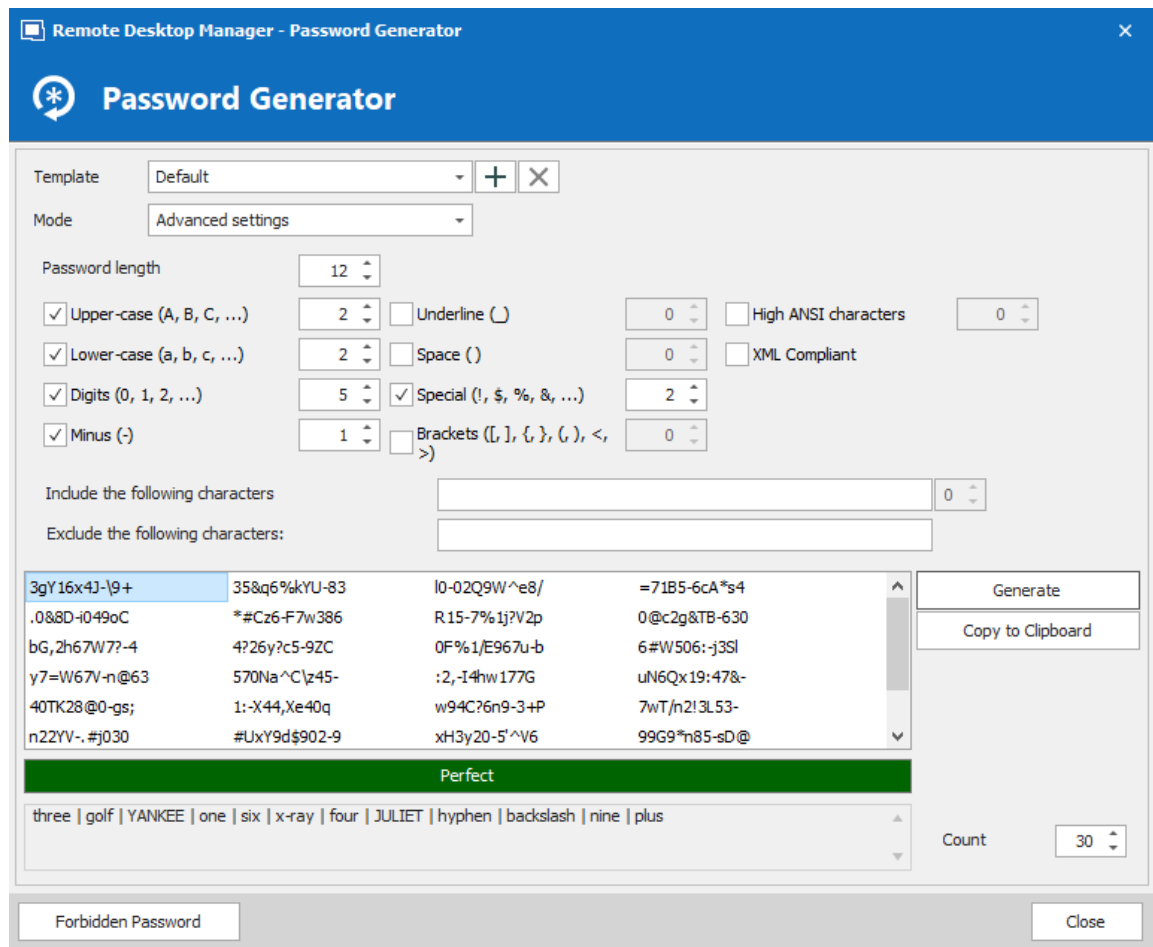 Remote Desktop Manager - Password Generator
Password Generator
Template Default
Mode Advanced settings
Password length 12
Upper-case (A, B, C, ...) 2 Underline (_) 0 High ANSI characters 0
Lower-case (a, b, c, ...) 2 Space ( ) 0 XML Compliant
Digits (0, 1, 2, ...) 5 Special (!, $, %, &, ...) 2
Minus (-) 1 Brackets ([, ], {, }, (, ), <, 0
>)
Include the following characters 0
Exclude the following characters:
3gY16x4J-\9+ 35&q6%kYU-83 l0-02Q9W^e8/ =71B5-6cA*s4 Generate
.0&8D-i049oC *#Cz6-F7w386 R15-7%1j?V2p 0@c2g&TB-630 Copy to Clipboard
bG,2h67W7?-4 4?26y?c5-9ZC 0F%1/E967u-b 6#W506:-j3Sl
y7=W67V-n@63 570Na^C\z45- :2,-I4hw177G uN6Qx19:47&-
40TK28@0-gs; 1:-X44,Xe40q w94C?6n9-3+P 7wT/n2!3L53-
n22YV-.#j030 #UxY9d$902-9 xH3y20-5'^V6 99G9*n85-sD@
Perfect
three | golf | YANKEE | one | six | x-ray | four | JULIET | hyphen | backslash | nine | plus
Count 30
Forbidden Password Close